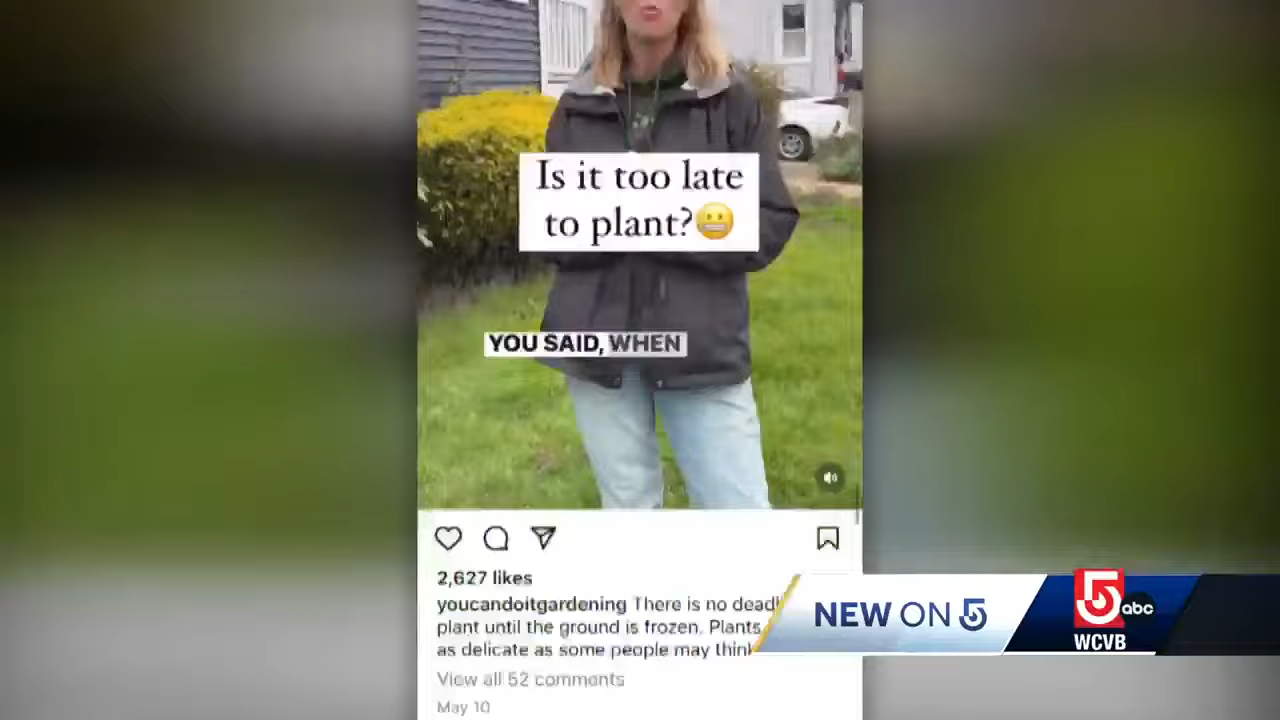 Is it too late
to plant?😬
YOU SAID, WHEN
2,627 likes
youcandoitgardening There is no deadl
plant until the ground is frozen. Plants
as delicate as some people may think
View all 52 comments
May 10
NEW ON 5
5 abc
WCVB